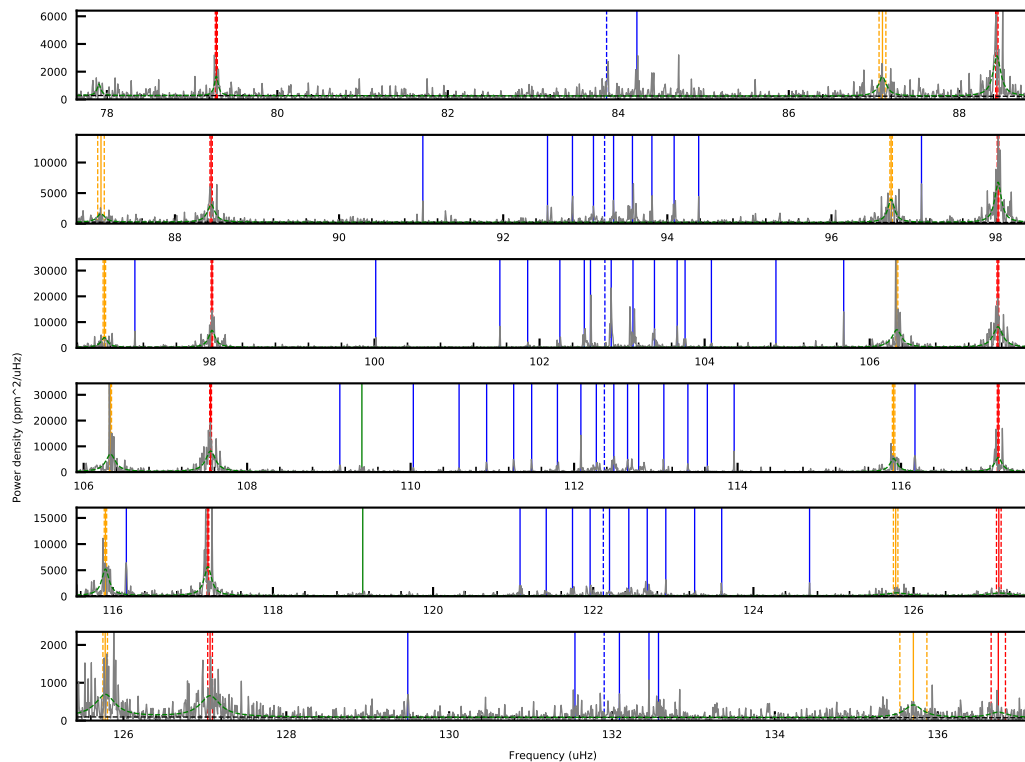 6000
4000
2000
0
78 80 82 84 86 88
10000
5000
0
88 90 92 94 96 98
30000
20000
10000
0
98 100 102 104 106
Power density (ppm^2/uHz)
30000
20000
10000
0
106 108 110 112 114 116
15000
10000
5000
0
116 118 120 122 124 126
2000
1000
0
126 128 130 132 134 136
Frequency (uHz)